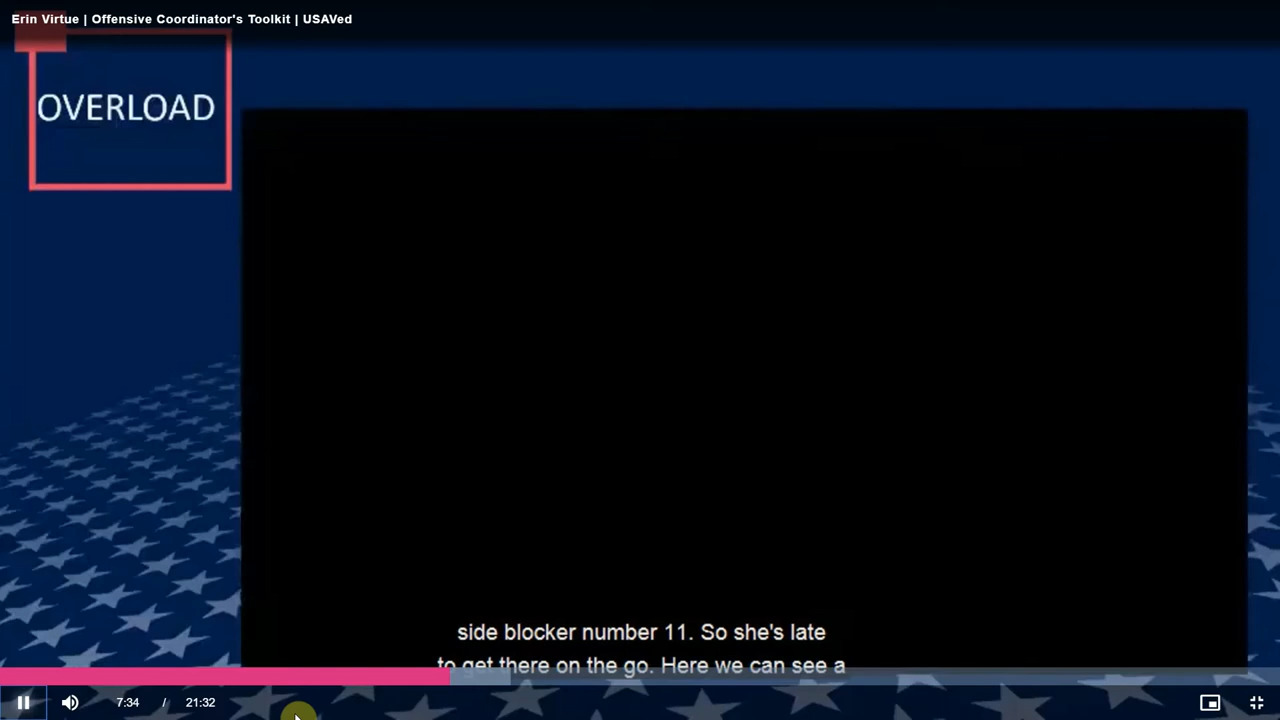 Erin Virtue | Offensive Coordinator's Toolkit | USAVed
OVERLOAD
side blocker number 11. So she's late
to get there on the go. Here we can see a
7:34 / 21:32